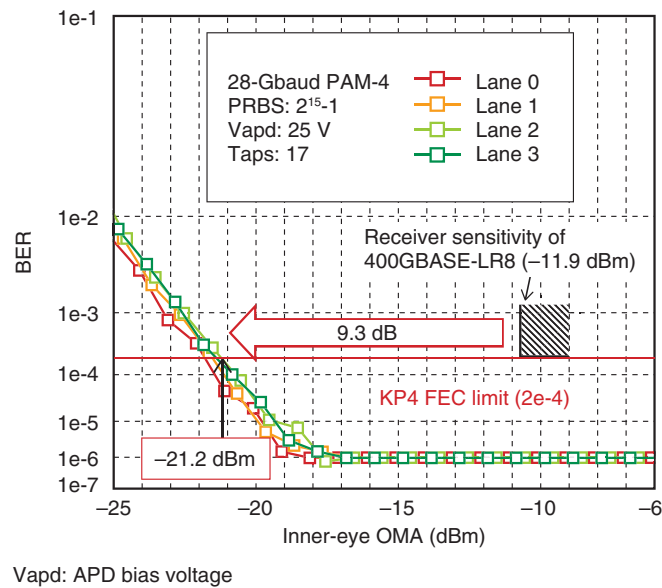 1e-1
28-Gbaud PAM-4
PRBS: 2¹⁵-1
Vapd: 25 V
Taps: 17
Lane 0
Lane 1
Lane 2
Lane 3
1e-2
1e-3
1e-4
1e-5
1e-6
1e-7
BER
Receiver sensitivity of
400GBASE-LR8 (–11.9 dBm)
9.3 dB
KP4 FEC limit (2e-4)
–21.2 dBm
–25
–20
–15
–10
–6
Inner-eye OMA (dBm)
Vapd: APD bias voltage